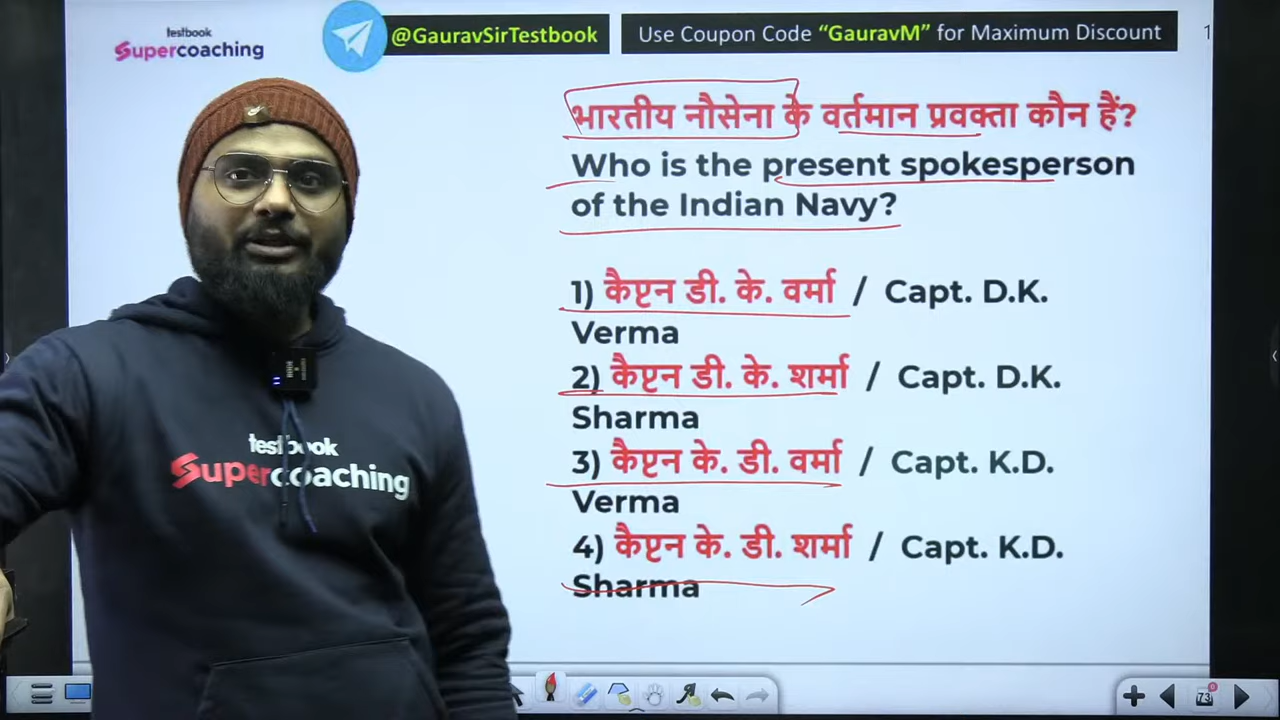 testbook
Supercoaching
@GauravSirTestbook
Use Coupon Code “GauravM” for Maximum Discount
1
भारतीय नौसेना के वर्तमान प्रवक्ता कौन हैं?
Who is the present spokesperson
of the Indian Navy?
1) कैप्टन डी. के. वर्मा / Capt. D.K.
Verma
2) कैप्टन डी. के. शर्मा / Capt. D.K.
Sharma
3) कैप्टन के. डी. वर्मा / Capt. K.D.
Verma
4) कैप्टन के. डी. शर्मा / Capt. K.D.
Sharma
testbook
Supercoaching
73